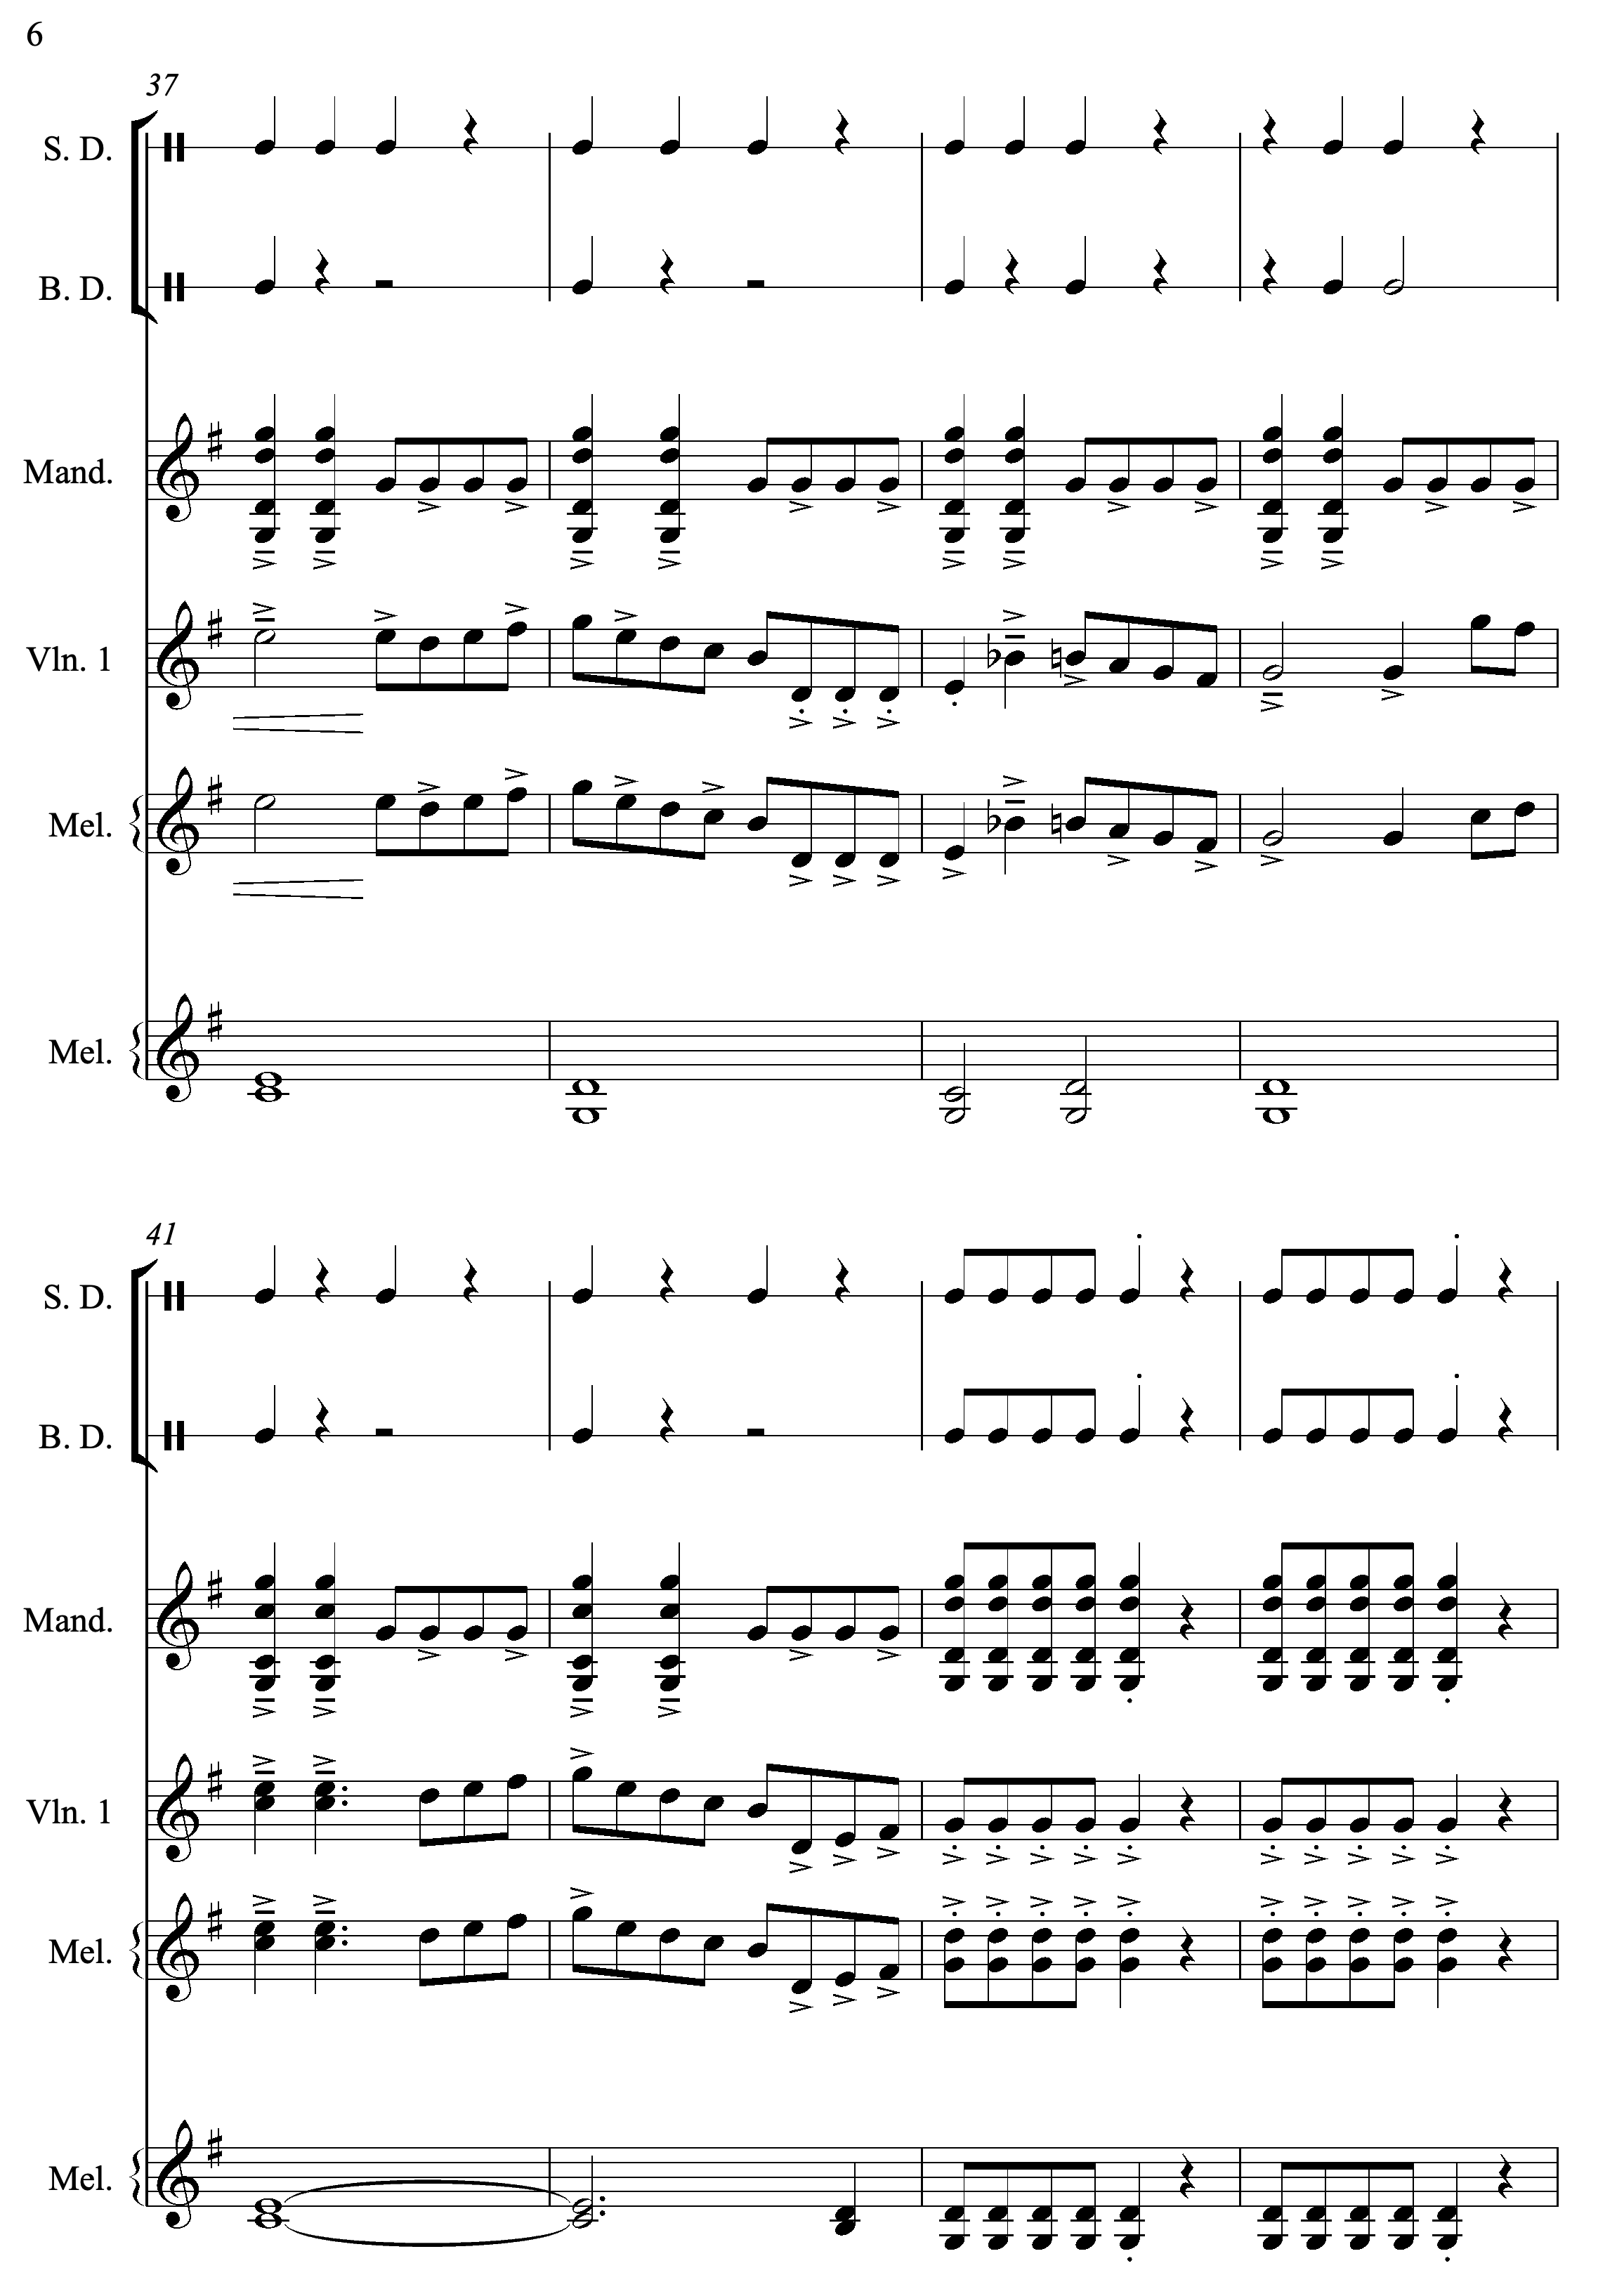 6
37
S. D.
B. D.
Mand.
Vln. 1
Mel.
Mel.
41
S. D.
B. D.
Mand.
Vln. 1
Mel.
Mel.